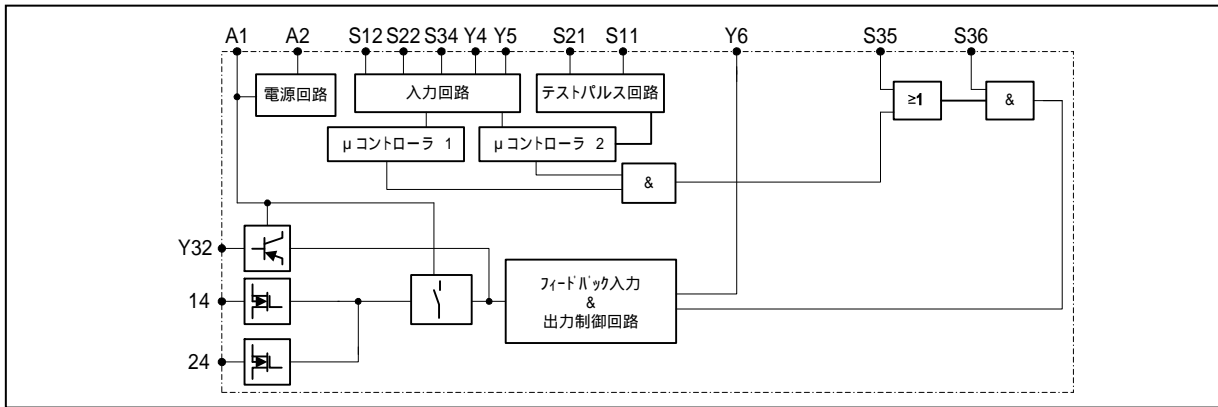 A1 A2 S12 S22 S34 Y4 Y5 S21 S11 Y6 S35 S36
電源回路 入力回路 テストパルス回路 ≥1 &
μコントローラ 1 μコントローラ 2
&
Y32
14
24
フィードバック入力
&
出力制御回路